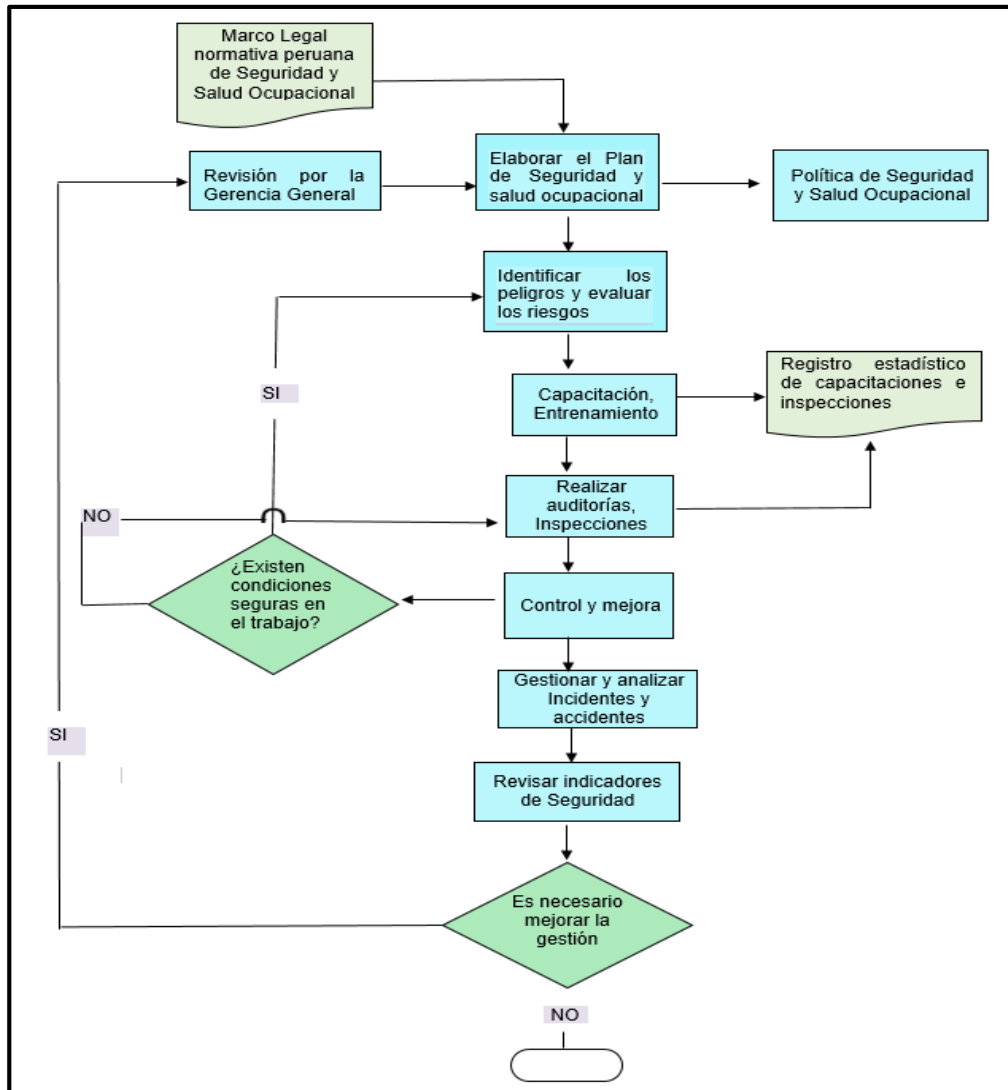 Marco Legal
normativa peruana
de Seguridad y
Salud Ocupacional
Revisión por la
Gerencia General
Elaborar el Plan
de Seguridad y
salud ocupacional
Política de Seguridad
y Salud Ocupacional
Identificar los
peligros y evaluar
los riesgos
SI
Capacitación,
Entrenamiento
Registro estadístico
de capacitaciones e
inspecciones
NO
Realizar
auditorías,
Inspecciones
¿Existen
condiciones
seguras en
el trabajo?
Control y mejora
Gestionar y analizar
Incidentes y
accidentes
SI
Revisar indicadores
de Seguridad
Es necesario
mejorar la
gestión
NO